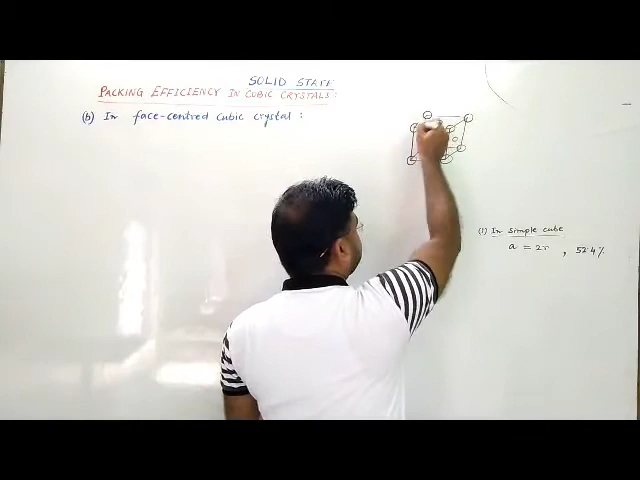 SOLID STATE
PACKING EFFICIENCY IN CUBIC CRYSTALS:
(b) In face-centred cubic crystal :
(1) In simple cube
a = 2r , 52.4%